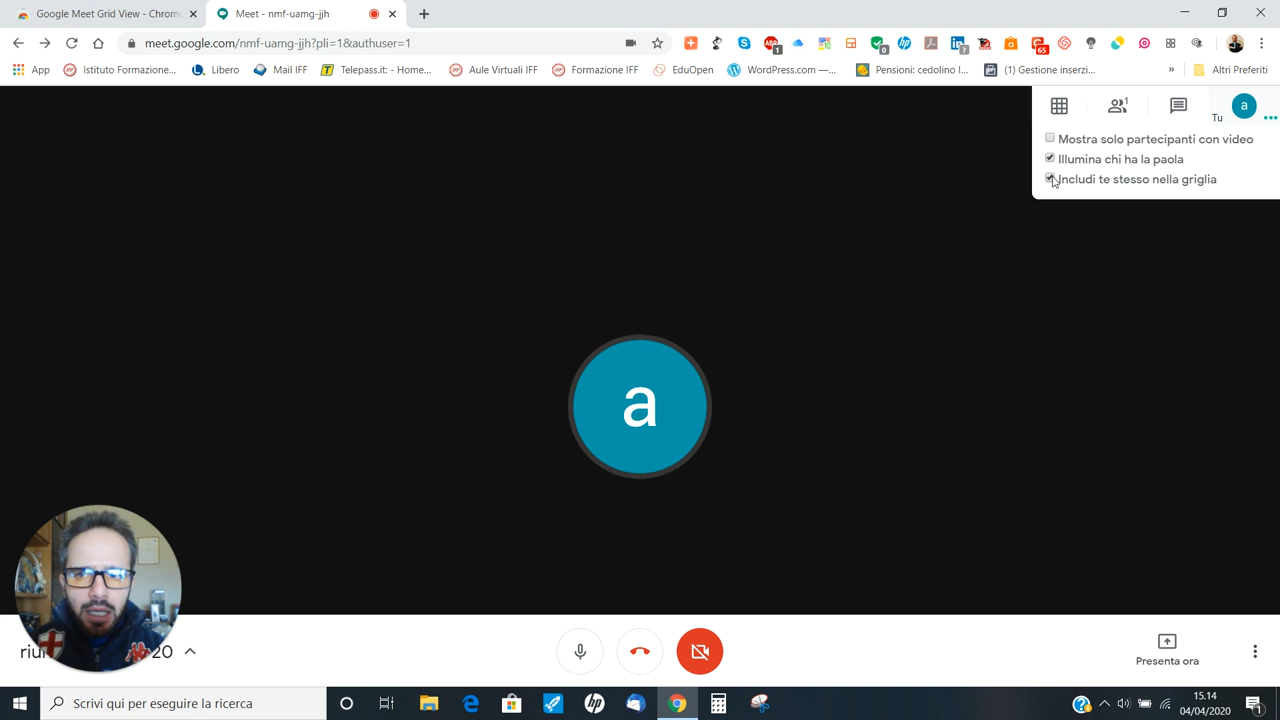 Google Meet Grid View - Chrom
Meet - nmf-uamg-jjh
meet.google.com/nmf-uamg-jjh?pli=1&authuser=1
App
Istituto Formazione...
Libero
Mail IFF
Telepass.it: - Home...
Aule Virtuali IFF
Formazione IFF
EduOpen
WordPress.com —...
Pensioni: cedolino I...
(1) Gestione inserzi...
»
Altri Preferiti
1
a
Tu
Mostra solo partecipanti con video
Illumina chi ha la paola
Includi te stesso nella griglia
a
20
Presenta ora
Scrivi qui per eseguire la ricerca
15.14
04/04/2020